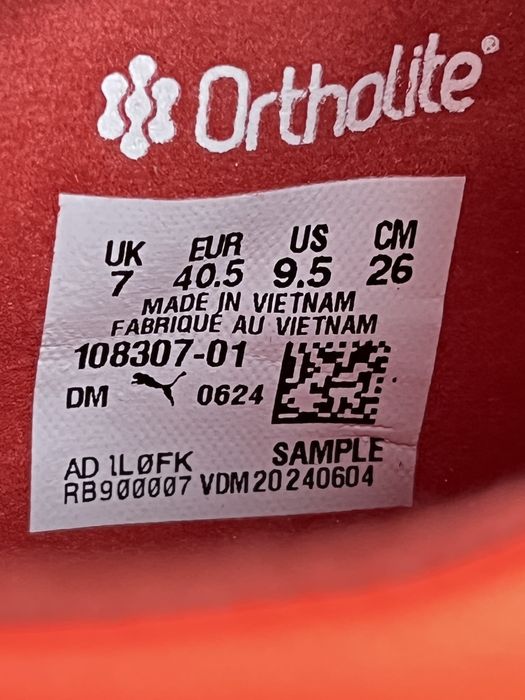 Ortholite®
UK EUR US CM
7 40.5 9.5 26
MADE IN VIETNAM
FABRIQUÉ AU VIETNAM
108307-01
DM 0624
SAMPLE
AD 1LØFK
RB900007 VDM20240604